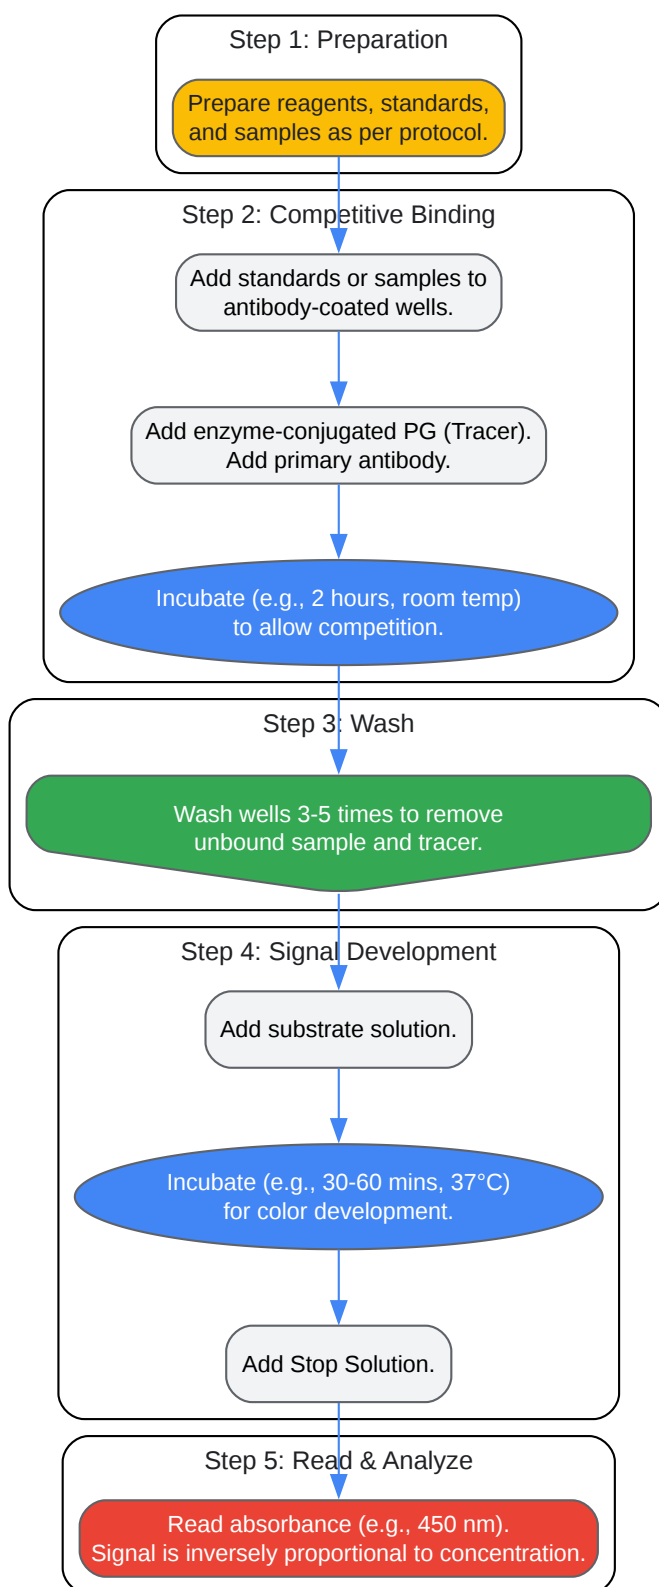 Step 1: Preparation
Prepare reagents, standards,
and samples as per protocol.
Step 2: Competitive Binding
Add standards or samples to
antibody-coated wells.
Add enzyme-conjugated PG (Tracer).
Add primary antibody.
Incubate (e.g., 2 hours, room temp)
to allow competition.
Step 3: Wash
Wash wells 3-5 times to remove
unbound sample and tracer.
Step 4: Signal Development
Add substrate solution.
Incubate (e.g., 30-60 mins, 37°C)
for color development.
Add Stop Solution.
Step 5: Read & Analyze
Read absorbance (e.g., 450 nm).
Signal is inversely proportional to concentration.